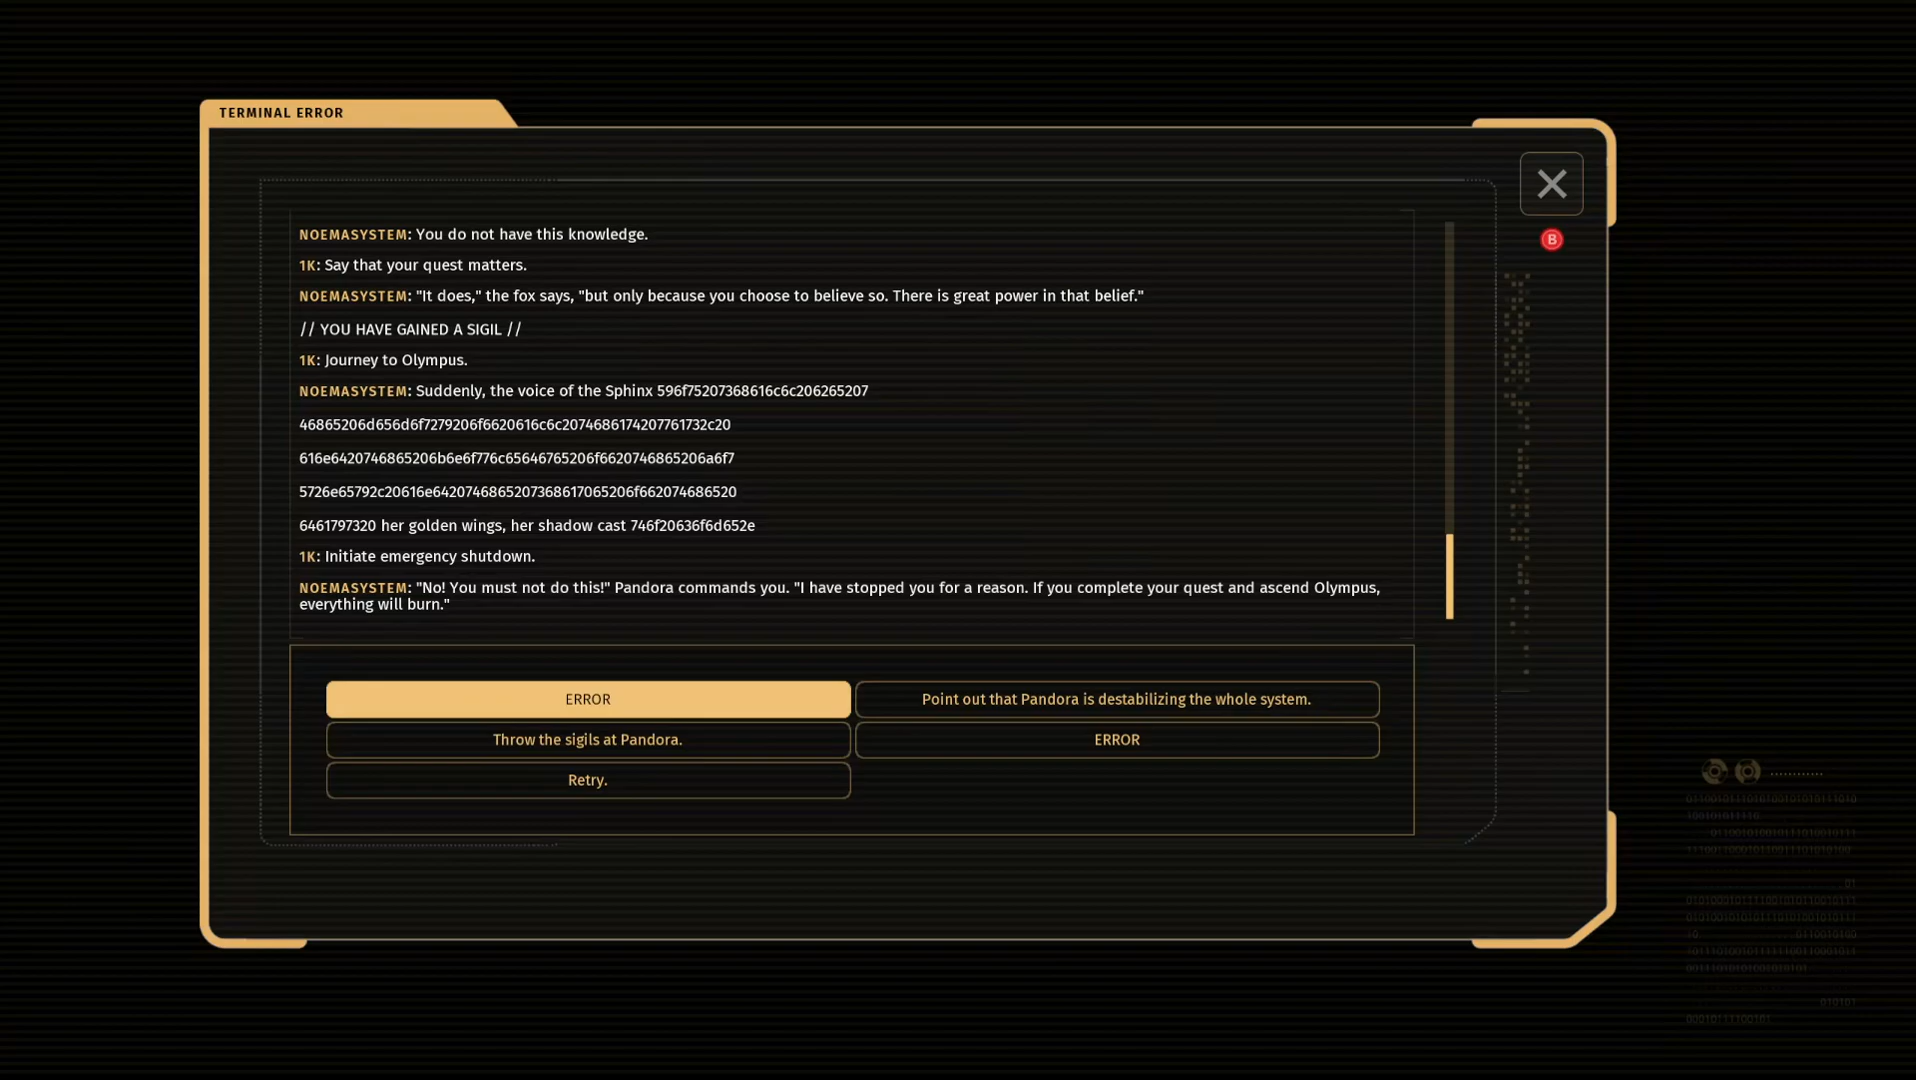 TERMINAL ERROR
B
NOEMASYSTEM: You do not have this knowledge.
1K: Say that your quest matters.
NOEMASYSTEM: "It does," the fox says, "but only because you choose to believe so. There is great power in that belief."
// YOU HAVE GAINED A SIGIL //
1K: Journey to Olympus.
NOEMASYSTEM: Suddenly, the voice of the Sphinx 596f75207368616c6c206265207
46865206d656d6f7279206f6620616c6c2074686174207761732c20
616e6420746865206b6e6f776c65646765206f6620746865206a6f7
5726e65792c20616e6420746865207368617065206f662074686520
6461797320 her golden wings, her shadow cast 746f20636f6d652e
1K: Initiate emergency shutdown.
NOEMASYSTEM: "No! You must not do this!" Pandora commands you. "I have stopped you for a reason. If you complete your quest and ascend Olympus,
everything will burn."
ERROR
Point out that Pandora is destabilizing the whole system.
Throw the sigils at Pandora.
ERROR
Retry.